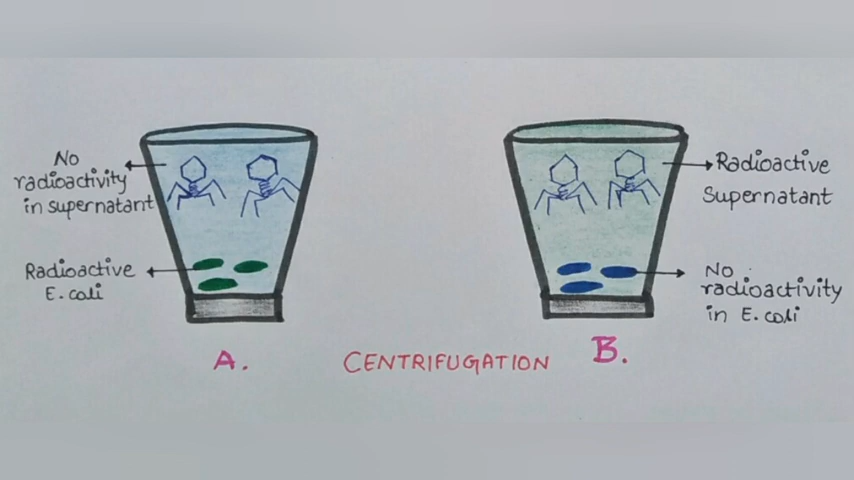 No
radioactivity
in supernatant
Radioactive
E. coli
Radioactive
Supernatant
No
radioactivity
in E. coli
A.
CENTRIFUGATION
B.